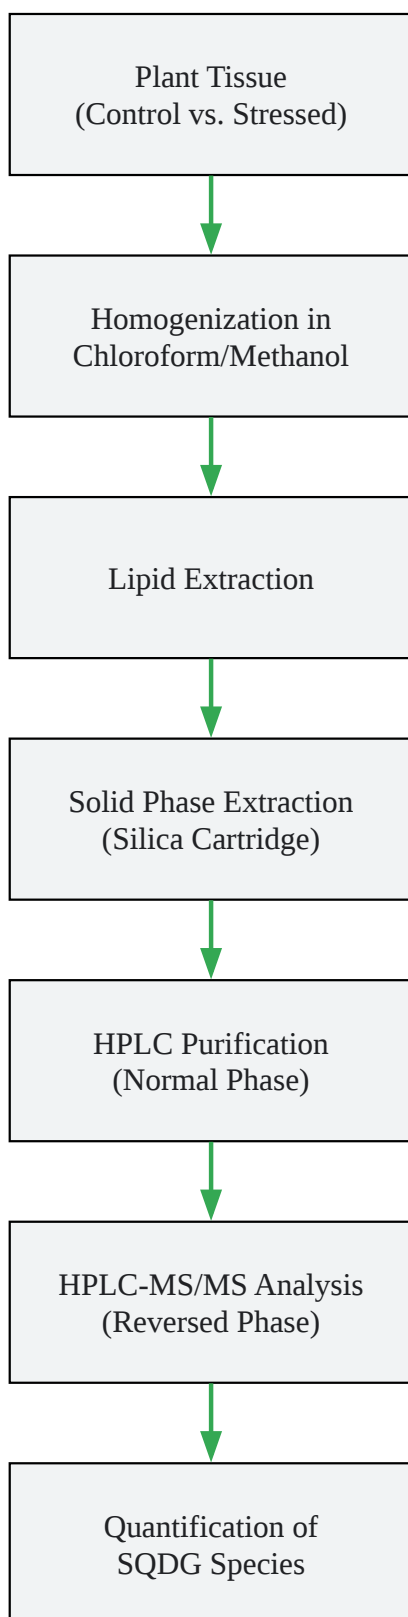 Plant Tissue
(Control vs. Stressed)
Homogenization in
Chloroform/Methanol
Lipid Extraction
Solid Phase Extraction
(Silica Cartridge)
HPLC Purification
(Normal Phase)
HPLC-MS/MS Analysis
(Reversed Phase)
Quantification of
SQDG Species